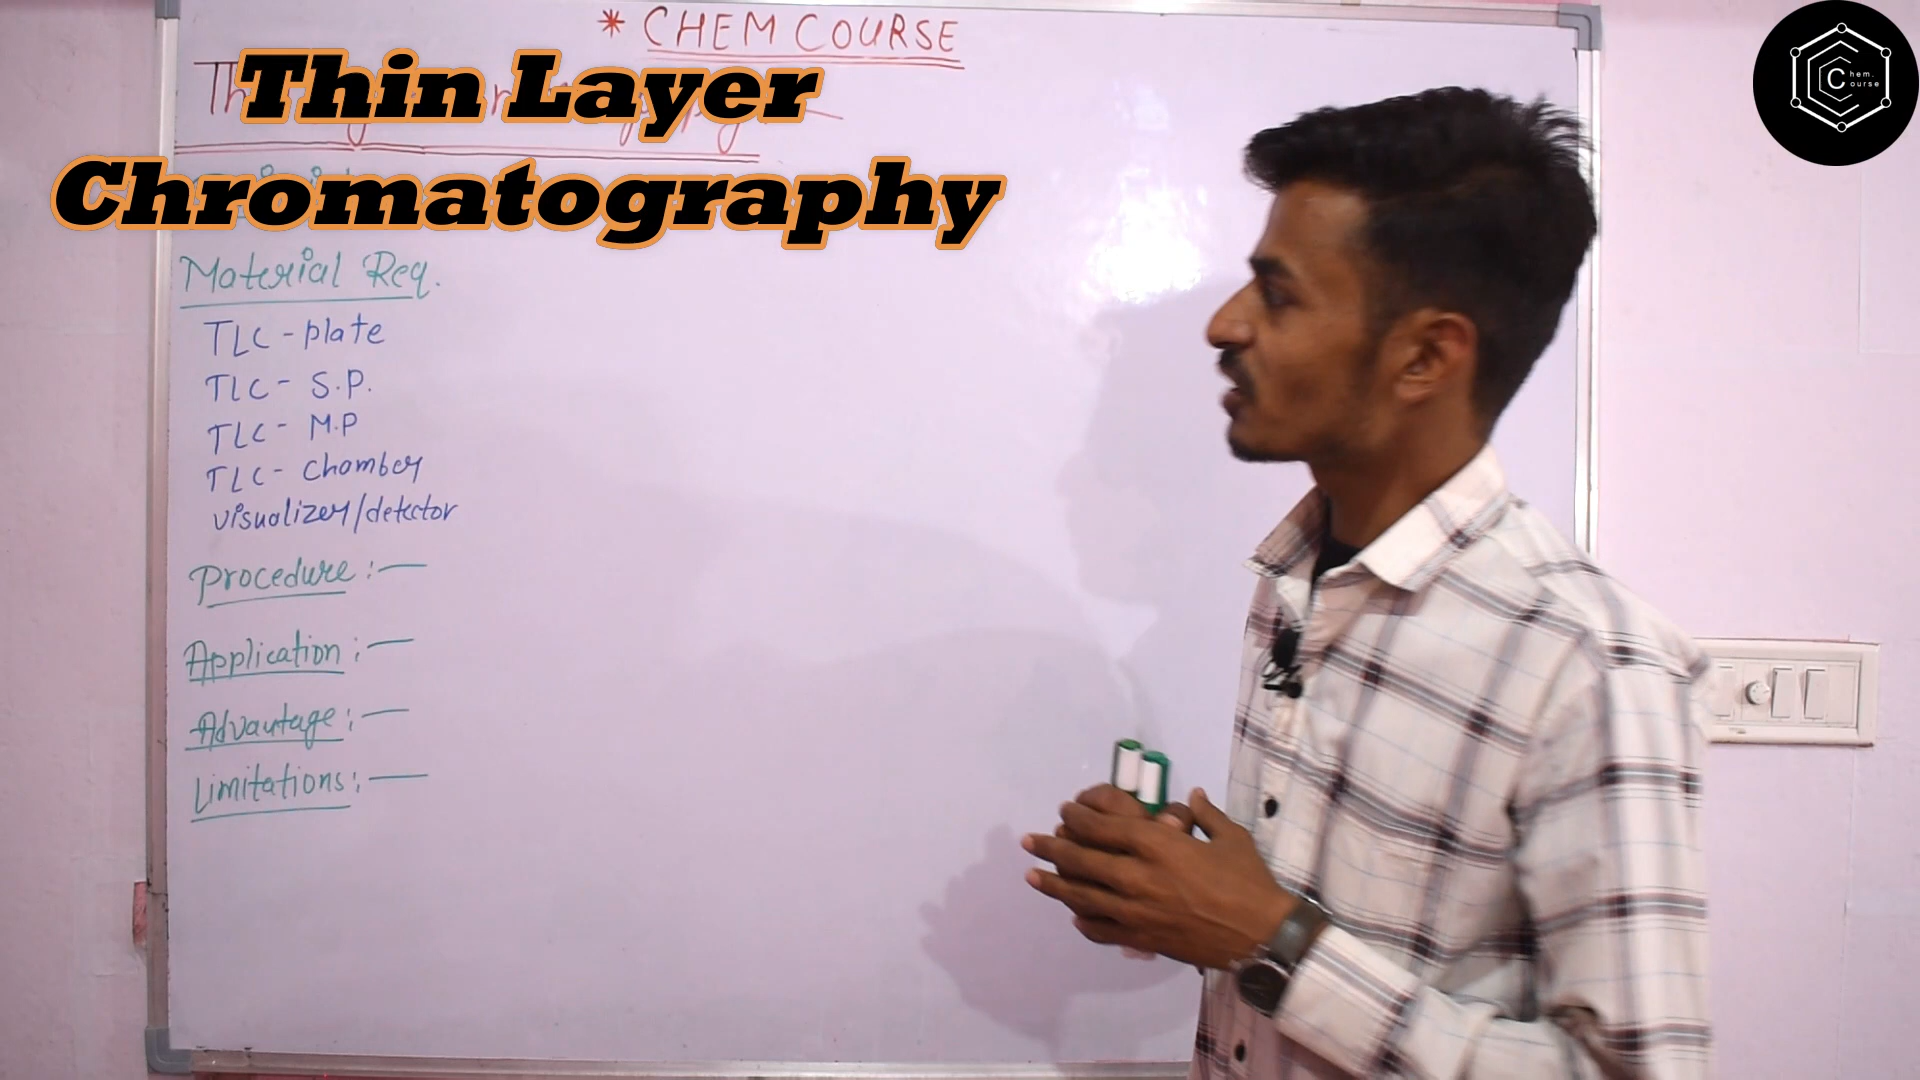 * CHEM COURSE
Thin Layer
Chromatography
Material Req.
TLC - plate
TLC - S.P.
TLC - M.P
TLC - Chamber
visualizer/detector
Procedure :—
Application :—
Advantage :—
Limitations :—
Chem.
Course